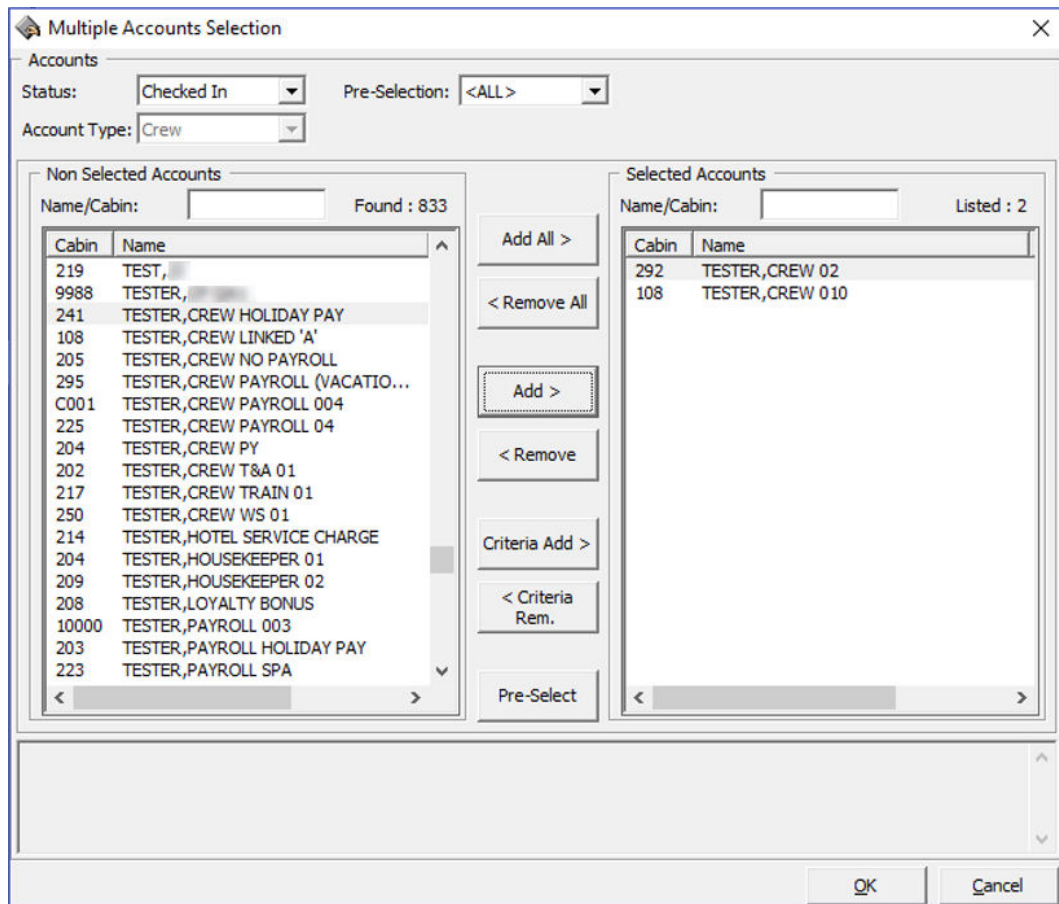 Multiple Accounts Selection
Accounts
Status: Checked In Pre-Selection: <ALL>
Account Type: Crew
Non Selected Accounts
Name/Cabin: Found : 833
Cabin Name
219 TEST,
9988 TESTER,
241 TESTER,CREW HOLIDAY PAY
108 TESTER,CREW LINKED 'A'
205 TESTER,CREW NO PAYROLL
295 TESTER,CREW PAYROLL (VACATIO...
C001 TESTER,CREW PAYROLL 004
225 TESTER,CREW PAYROLL 04
204 TESTER,CREW PY
202 TESTER,CREW T&A 01
217 TESTER,CREW TRAIN 01
250 TESTER,CREW WS 01
214 TESTER,HOTEL SERVICE CHARGE
204 TESTER,HOUSEKEEPER 01
209 TESTER,HOUSEKEEPER 02
208 TESTER,LOYALTY BONUS
10000 TESTER,PAYROLL 003
203 TESTER,PAYROLL HOLIDAY PAY
223 TESTER,PAYROLL SPA
Add All >
< Remove All
Add >
< Remove
Criteria Add >
< Criteria
Rem.
Pre-Select
Selected Accounts
Name/Cabin: Listed : 2
Cabin Name
292 TESTER,CREW 02
108 TESTER,CREW 010
OK Cancel